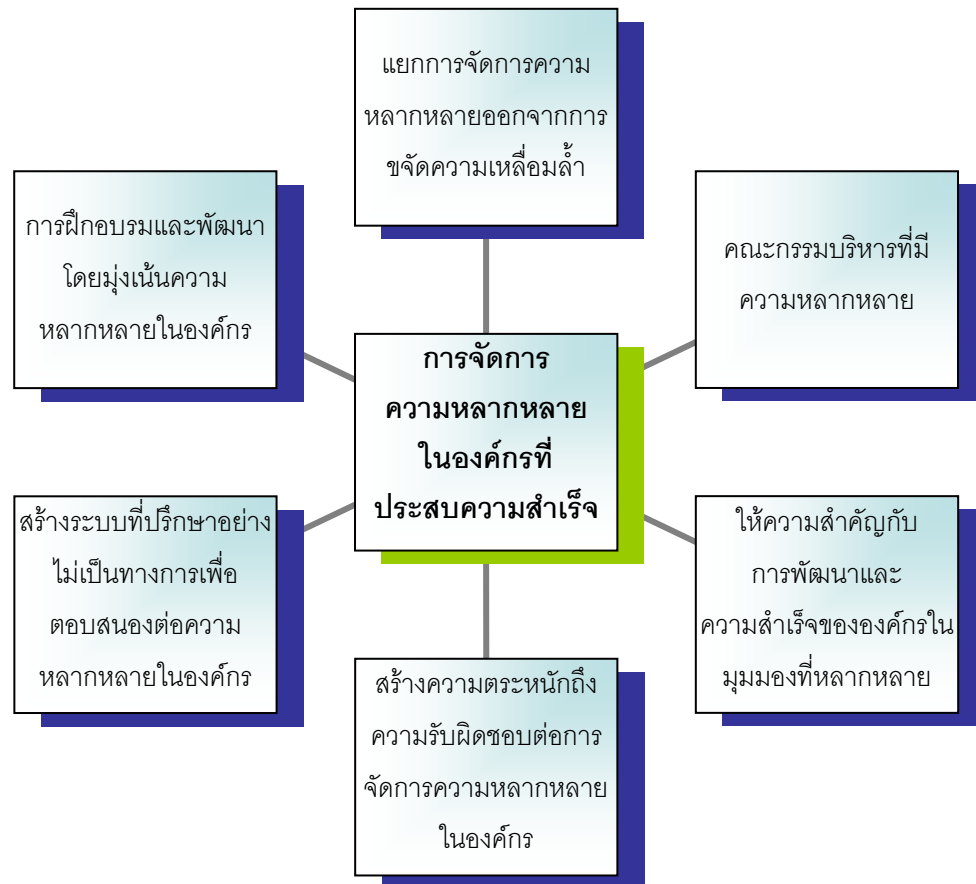 แยกการจัดการความ
หลากหลายออกจากการ
ขจัดความเหลื่อมล้ำ
การฝึกอบรมและพัฒนา
โดยมุ่งเน้นความ
หลากหลายในองค์กร
คณะกรรมบริหารที่มี
ความหลากหลาย
การจัดการ
ความหลากหลาย
ในองค์กรที่
ประสบความสำเร็จ
สร้างระบบที่ปรึกษาอย่าง
ไม่เป็นทางการเพื่อ
ตอบสนองต่อความ
หลากหลายในองค์กร
ให้ความสำคัญกับ
การพัฒนาและ
ความสำเร็จขององค์กรใน
มุมมองที่หลากหลาย
สร้างความตระหนักถึง
ความรับผิดชอบต่อการ
จัดการความหลากหลาย
ในองค์กร